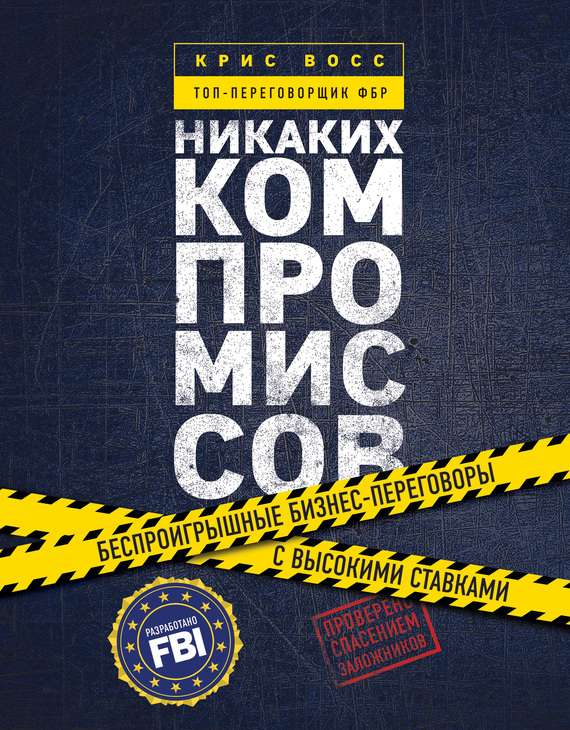 КРИС ВОСС
ТОП-ПЕРЕГОВОРЩИК ФБР
НИКАКИХ
КОМ
ПРО
МИС
СОВ
БЕСПРОИГРЫШНЫЕ БИЗНЕС-ПЕРЕГОВОРЫ
С ВЫСОКИМИ СТАВКАМИ
РАЗРАБОТАНО
FBI
ПРОВЕРЕНО
СПАСЕНИЕМ
ЗАЛОЖНИКОВ